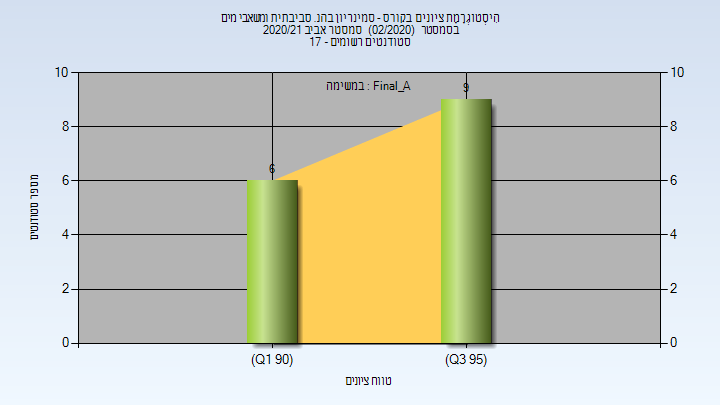 היסטוגרמת ציונים בקורס - סמינריון בהנ. סביבתית ומשאבי מים
בסמסטר (02/2020) סמסטר אביב 2020/21
סטודנטים רשומים - 17
במשימה : Final_A
10
8
6
4
2
0
10
8
6
4
2
0
6
9
מספר סטודנטים
(Q1 90)
(Q3 95)
טווח ציונים